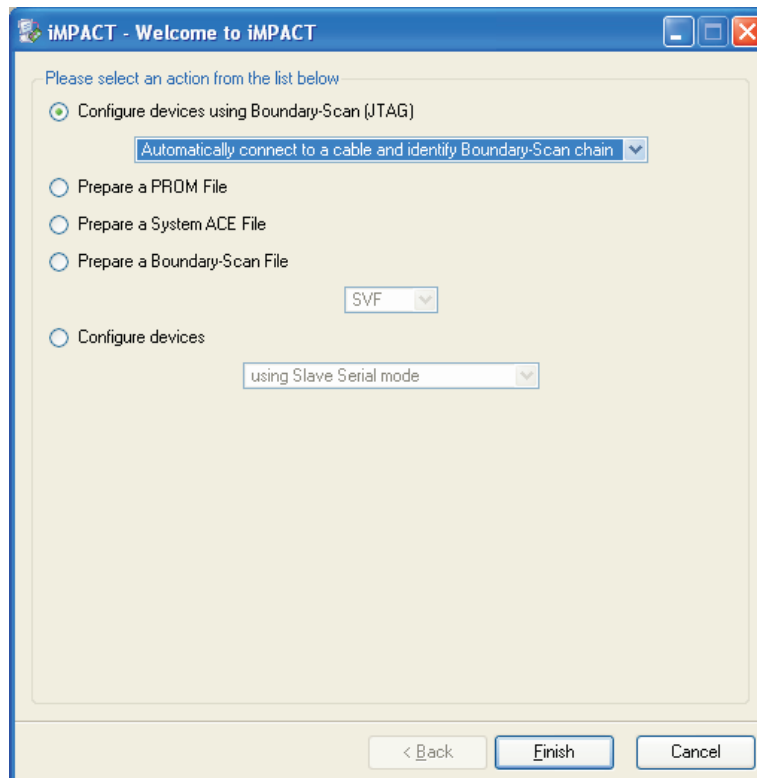 iMPACT - Welcome to iMPACT
Please select an action from the list below
Configure devices using Boundary-Scan (JTAG)
Automatically connect to a cable and identify Boundary-Scan chain
Prepare a PROM File
Prepare a System ACE File
Prepare a Boundary-Scan File
SVF
Configure devices
using Slave Serial mode
< Back Finish Cancel